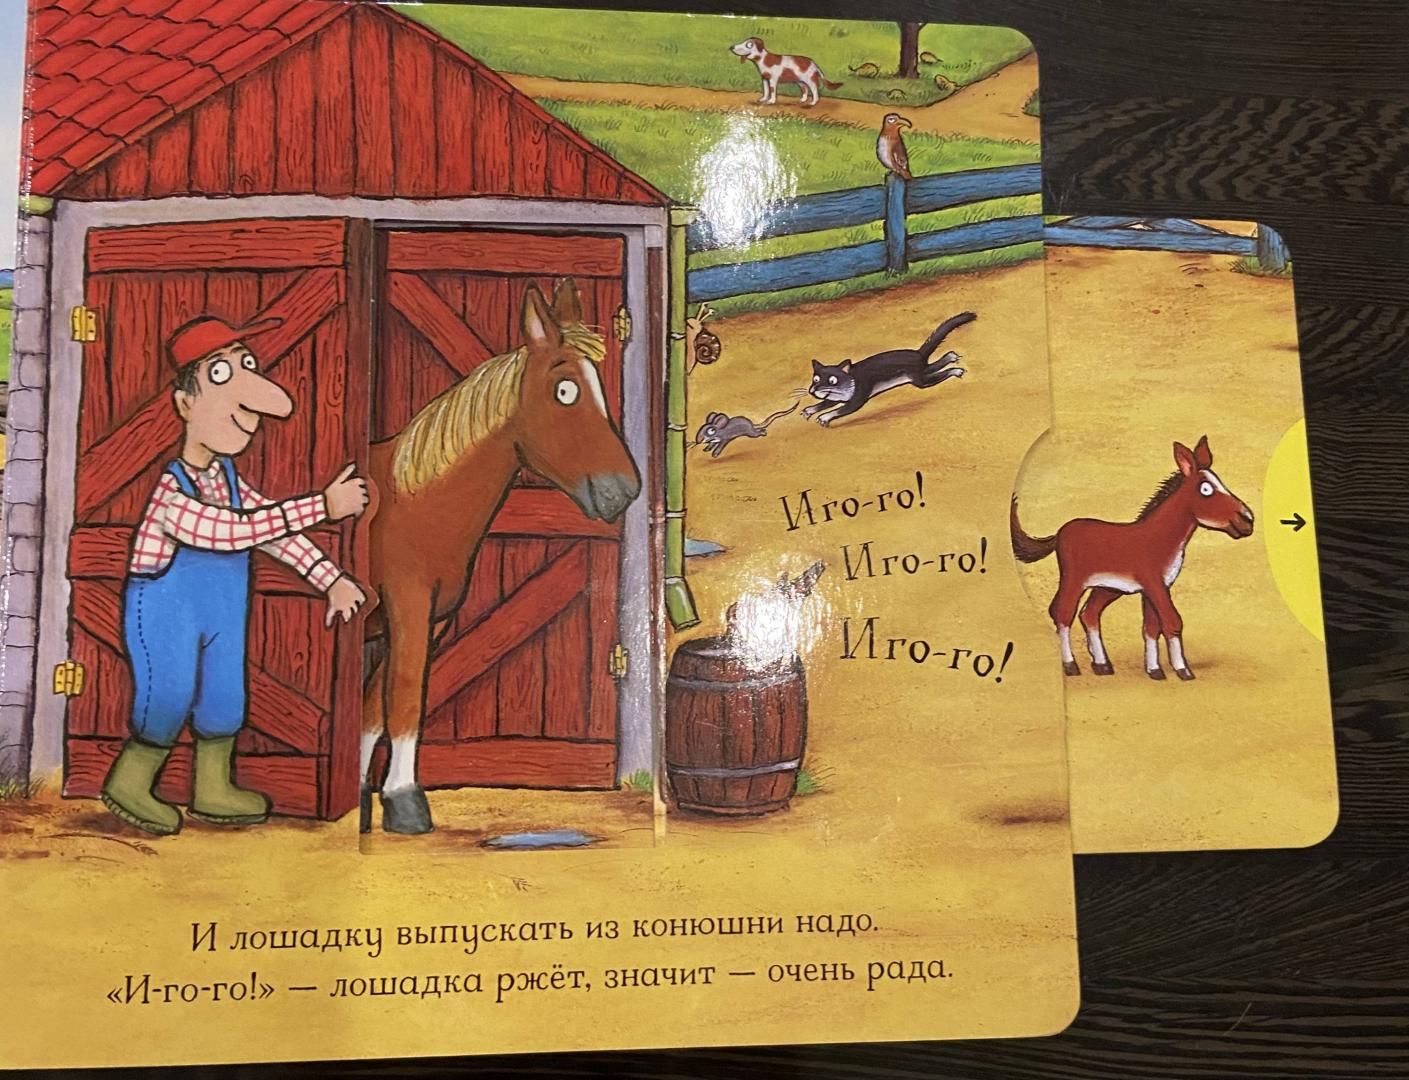 Иго-го!
Иго-го!
Иго-го!
И лошадку выпускать из конюшни надо.
«И-го-го!» — лошадка ржёт, значит — очень рада.